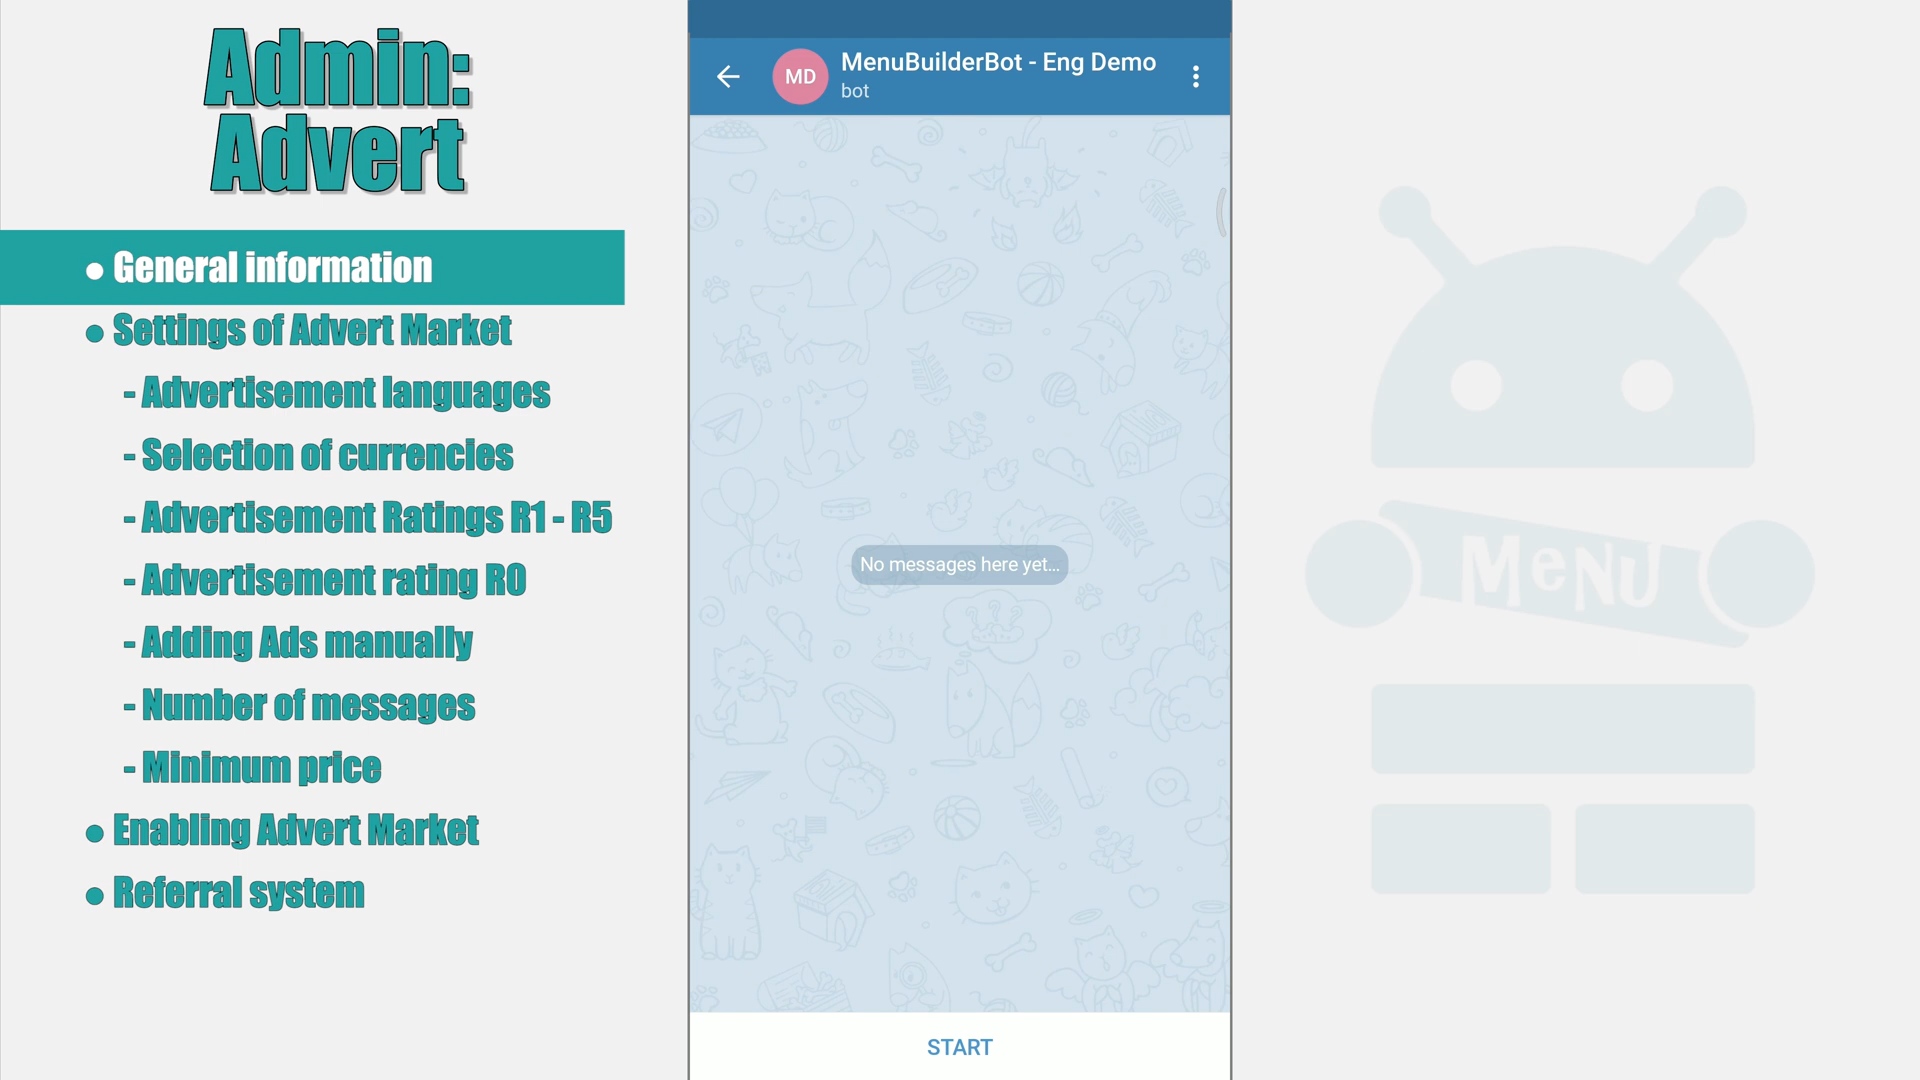 Admin:
Advert
• General information
• Settings of Advert Market
- Advertisement languages
- Selection of currencies
- Advertisement Ratings R1 - R5
- Advertisement rating R0
- Adding Ads manually
- Number of messages
- Minimum price
• Enabling Advert Market
• Referral system
MD
MenuBuilderBot - Eng Demo
bot
No messages here yet...
START
MeNU